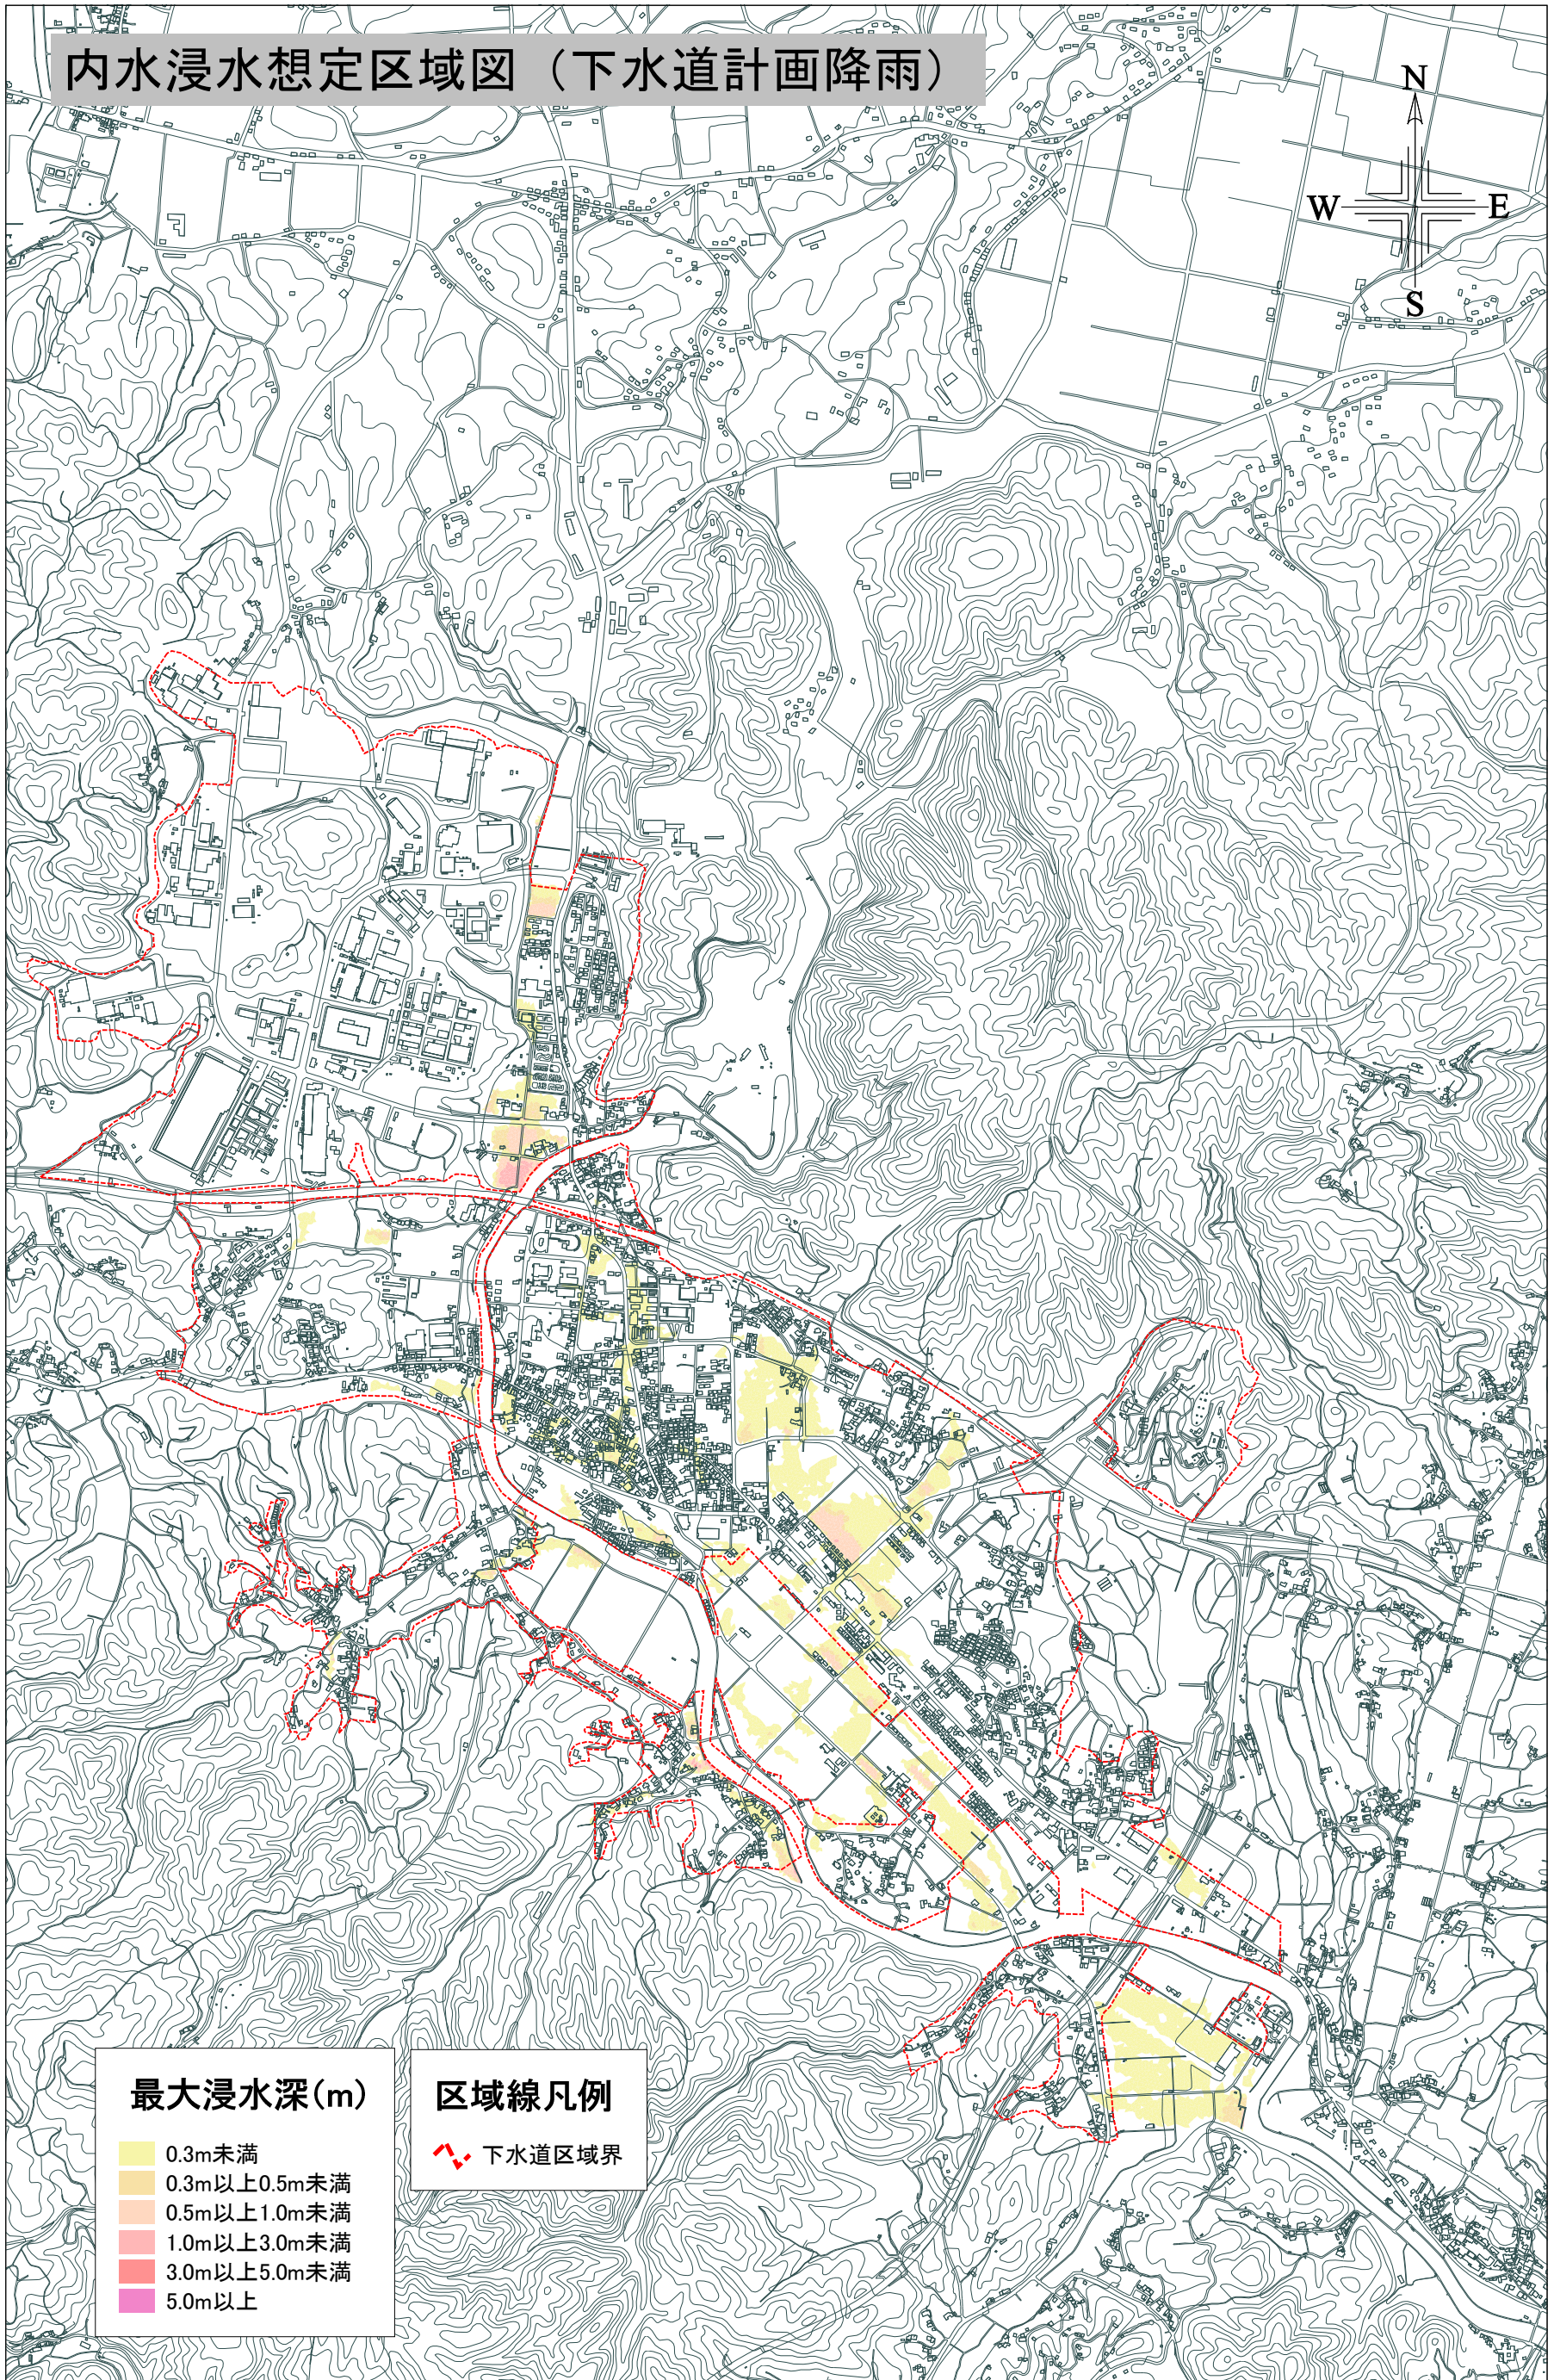 内水浸水想定区域図（下水道計画降雨）
N
W
E
S
最大浸水深(m)
0.3m未満
0.3m以上0.5m未満
0.5m以上1.0m未満
1.0m以上3.0m未満
3.0m以上5.0m未満
5.0m以上
区域線凡例
下水道区域界